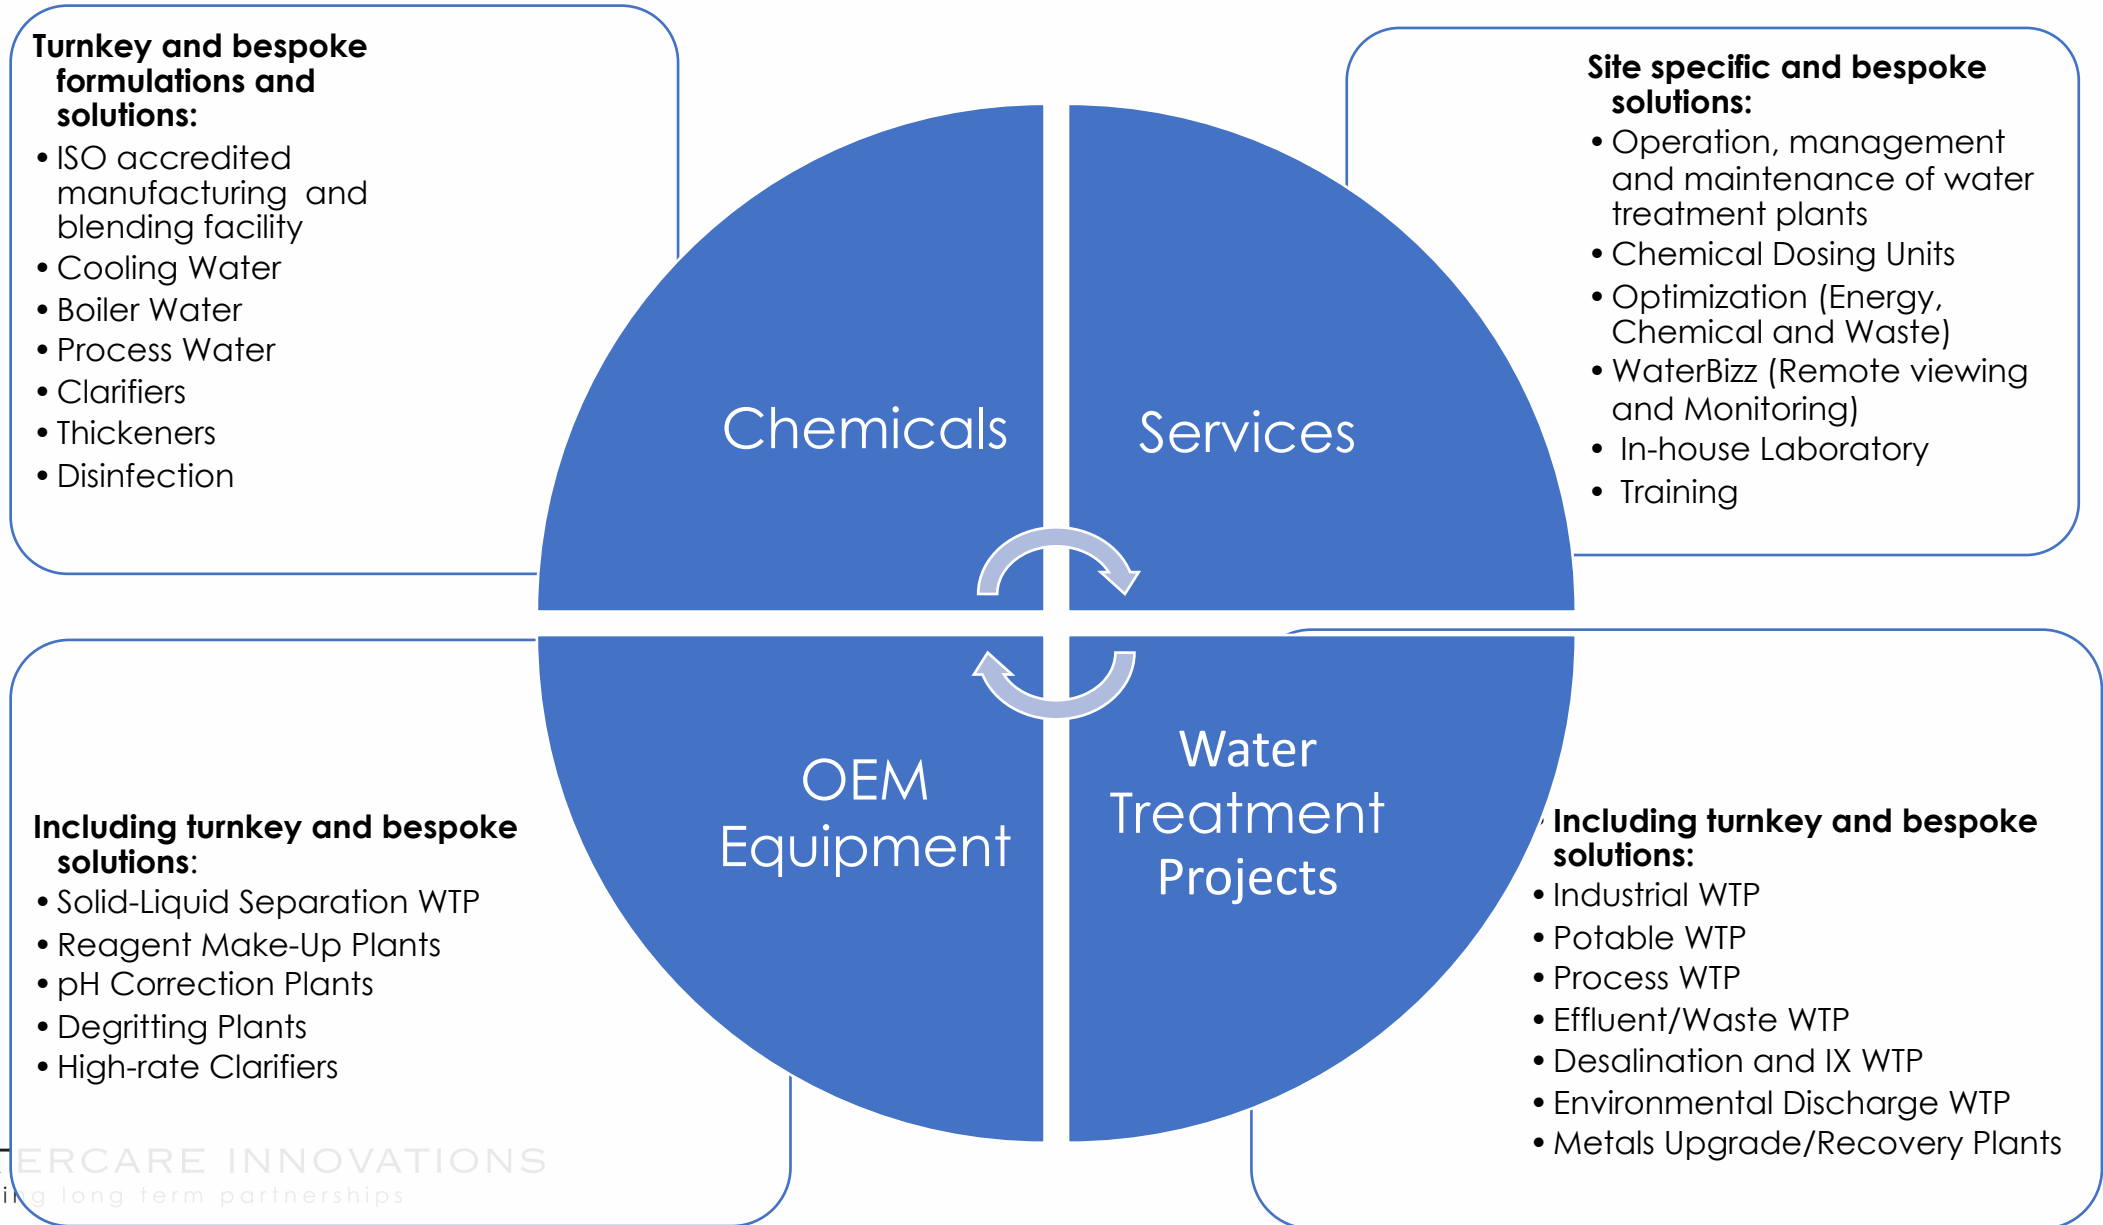 Turnkey and bespoke
formulations and
solutions:
• ISO accredited
manufacturing and
blending facility
• Cooling Water
• Boiler Water
• Process Water
• Clarifiers
• Thickeners
• Disinfection
Site specific and bespoke
solutions:
• Operation, management
and maintenance of water
treatment plants
• Chemical Dosing Units
• Optimization (Energy,
Chemical and Waste)
• WaterBizz (Remote viewing
and Monitoring)
• In-house Laboratory
• Training
Chemicals
Services
OEM
Equipment
Water
Treatment
Projects
Including turnkey and bespoke
solutions:
• Solid-Liquid Separation WTP
• Reagent Make-Up Plants
• pH Correction Plants
• Degritting Plants
• High-rate Clarifiers
• Including turnkey and bespoke
solutions:
• Industrial WTP
• Potable WTP
• Process WTP
• Effluent/Waste WTP
• Desalination and IX WTP
• Environmental Discharge WTP
• Metals Upgrade/Recovery Plants
TERCARE INNOVATIONS
ing long term partnerships